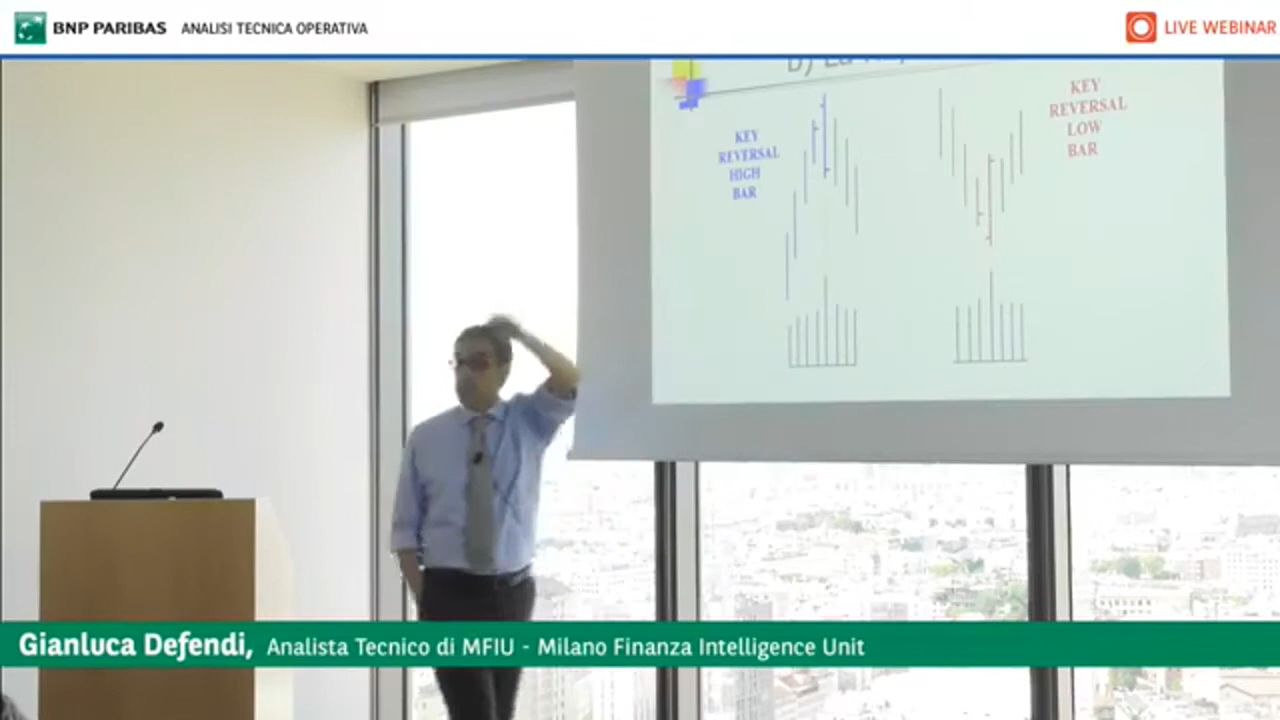 BNP PARIBAS ANALISI TECNICA OPERATIVA
LIVE WEBINAR
KEY
REVERSAL
HIGH
BAR
KEY
REVERSAL
LOW
BAR
Gianluca Defendi, Analista Tecnico di MFIU - Milano Finanza Intelligence Unit